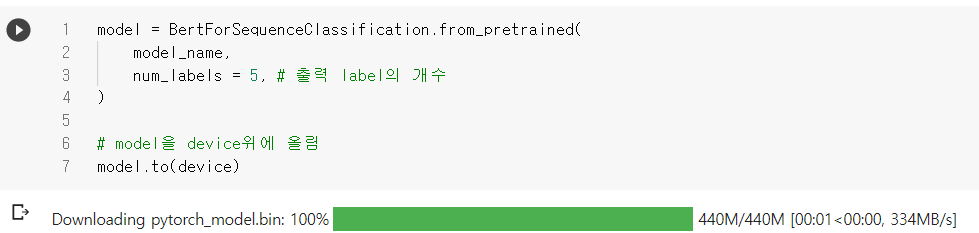 1 model = BertForSequenceClassification.from_pretrained(
2     model_name,
3     num_labels = 5, # 출력 label의 개수
4 )
5
6 # model을 device위에 올림
7 model.to(device)
Downloading pytorch_model.bin: 100% 440M/440M [00:01<00:00, 334MB/s]